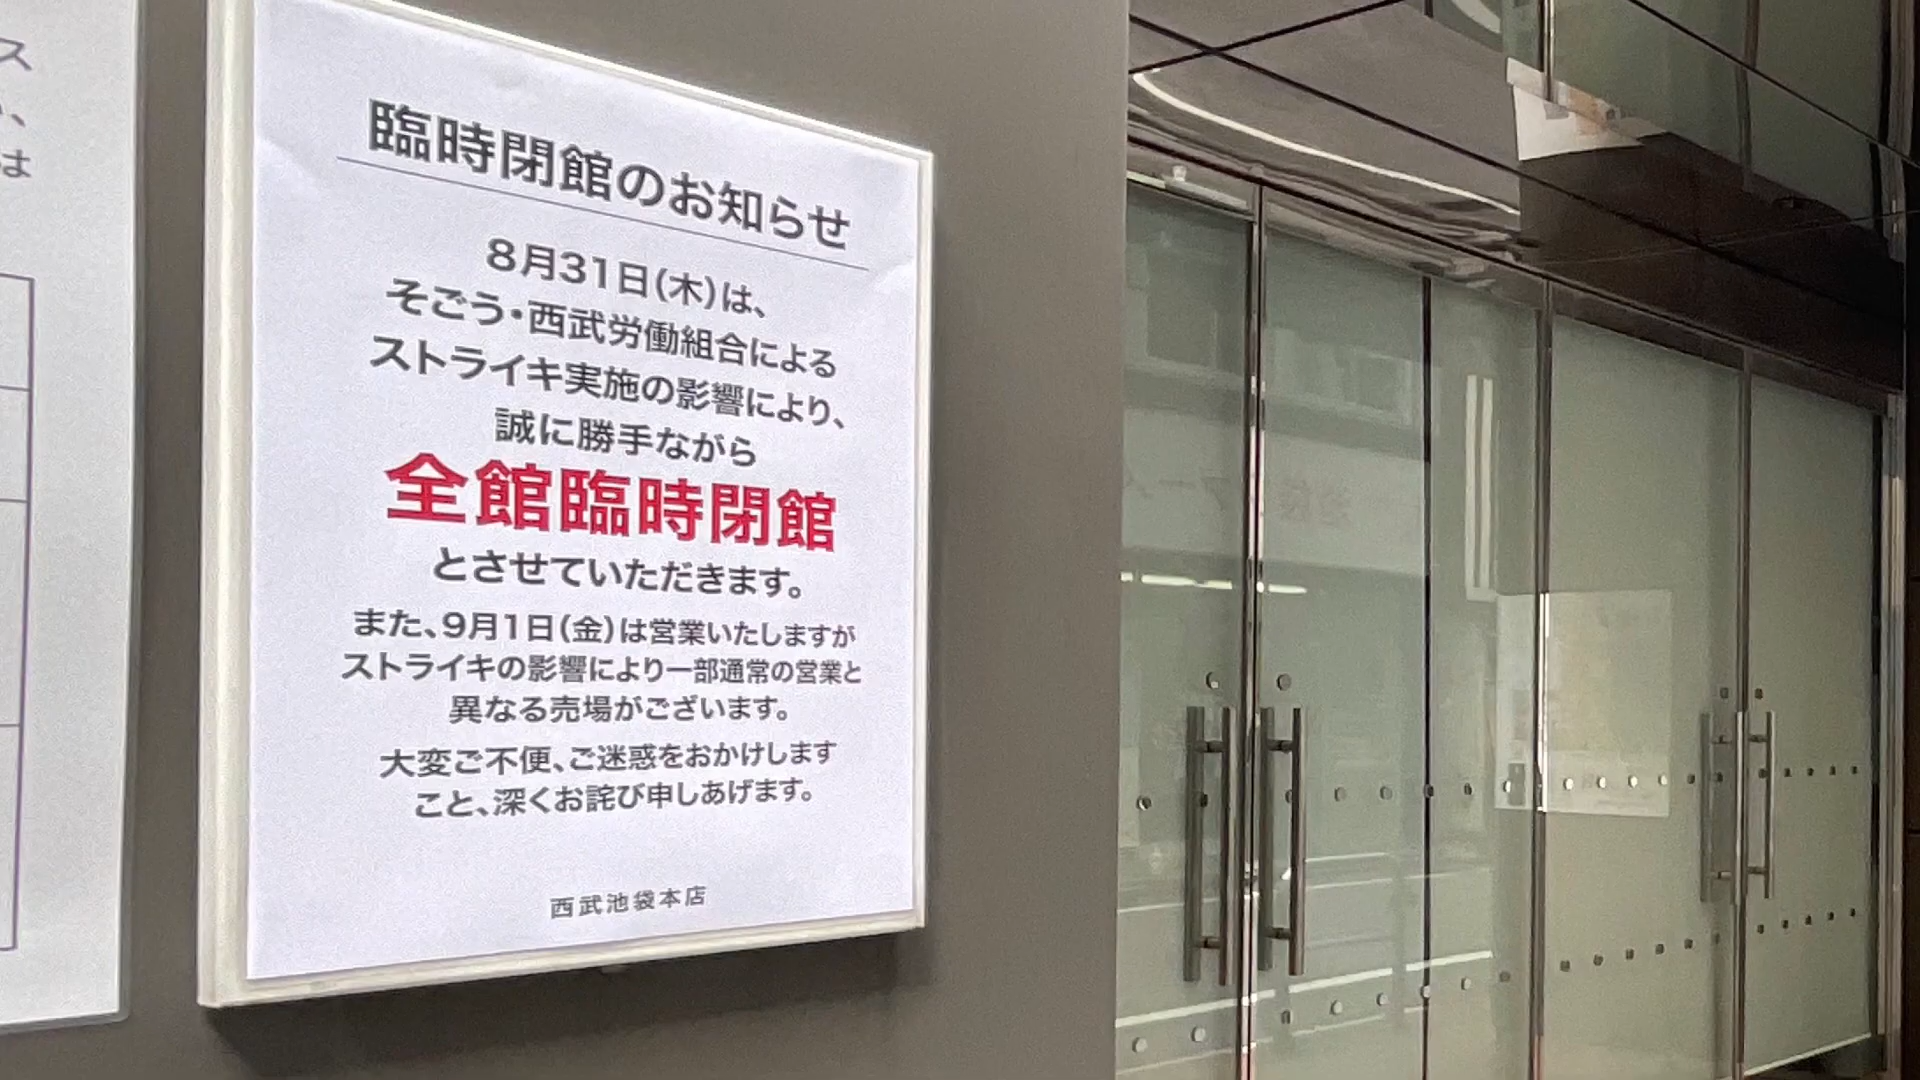 ス
は
臨時閉館のお知らせ
8月31日(木)は、
そごう・西武労働組合による
ストライキ実施の影響により、
誠に勝手ながら
全館臨時閉館
とさせていただきます。
また、9月1日(金)は営業いたしますが
ストライキの影響により一部通常の営業と
異なる売場がございます。
大変ご不便、ご迷惑をおかけします
こと、深くお詫び申しあげます。
西武池袋本店